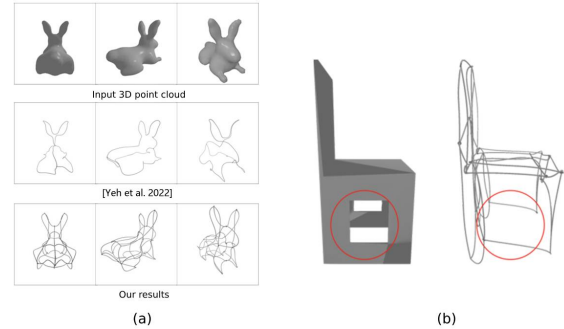 Input 3D point cloud
[Yeh et al. 2022]
Our results
(a)
(b)